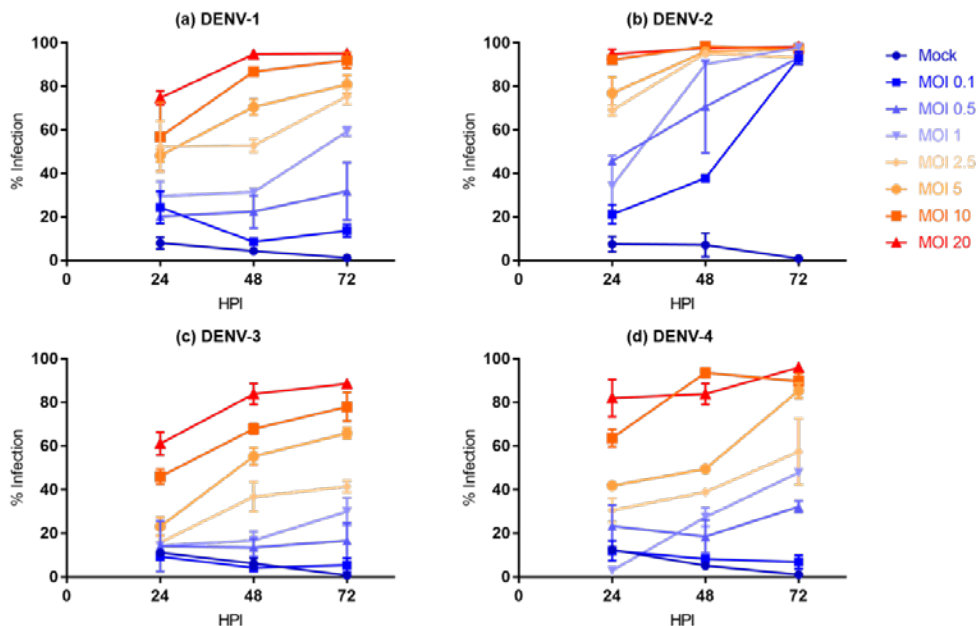 (a) DENV-1
100
80
60
40
20
0
% Infection
0 24 48 72
HPI
(b) DENV-2
100
80
60
40
20
0
% Infection
0 24 48 72
HPI
Mock
MOI 0.1
MOI 0.5
MOI 1
MOI 2.5
MOI 5
MOI 10
MOI 20
(c) DENV-3
100
80
60
40
20
0
% Infection
0 24 48 72
HPI
(d) DENV-4
100
80
60
40
20
0
% Infection
0 24 48 72
HPI